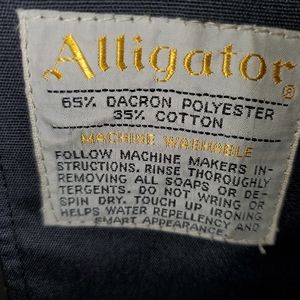 Alligator®
65% DACRON POLYESTER
35% COTTON
MACHINE WASHABLE
FOLLOW MACHINE MAKERS IN-
STRUCTIONS. RINSE THOROUGHLY
REMOVING ALL SOAPS OR DE-
TERGENTS. DO NOT WRING OR
SPIN DRY. TOUCH UP IRONING
HELPS WATER REPELLENCY AND
SMART APPEARANCE.